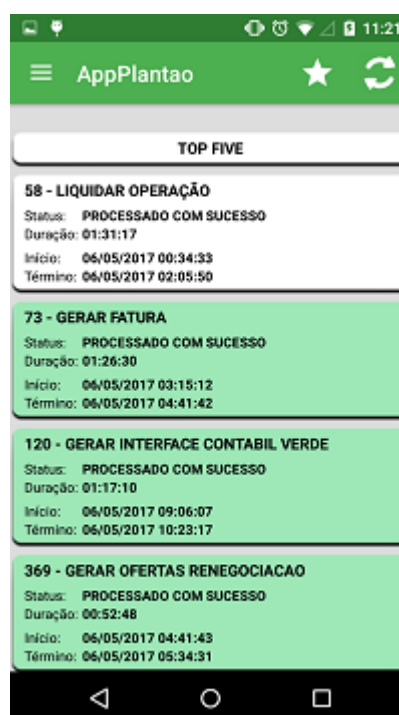 11:21
AppPlantao
TOP FIVE
58 - LIQUIDAR OPERAÇÃO
Status: PROCESSADO COM SUCESSO
Duração: 01:31:17
Início: 06/05/2017 00:34:33
Término: 06/05/2017 02:05:50
73 - GERAR FATURA
Status: PROCESSADO COM SUCESSO
Duração: 01:26:30
Início: 06/05/2017 03:15:12
Término: 06/05/2017 04:41:42
120 - GERAR INTERFACE CONTABIL VERDE
Status: PROCESSADO COM SUCESSO
Duração: 01:17:10
Início: 06/05/2017 09:06:07
Término: 06/05/2017 10:23:17
369 - GERAR OFERTAS RENEGOCIACAO
Status: PROCESSADO COM SUCESSO
Duração: 00:52:48
Início: 06/05/2017 04:41:43
Término: 06/05/2017 05:34:31